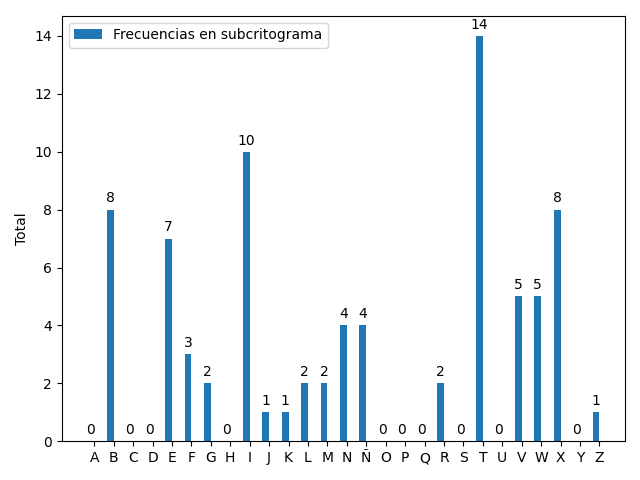 Frecuencias en subcritograma
14
12
10
8
6
4
2
0
Total
0 8 0 0 7 3 2 0 10 1 1 2 2 4 4 0 0 0 2 0 14 0 5 5 8 0 1
A B C D E F G H I J K L M N Ñ O P Q R S T U V W X Y Z